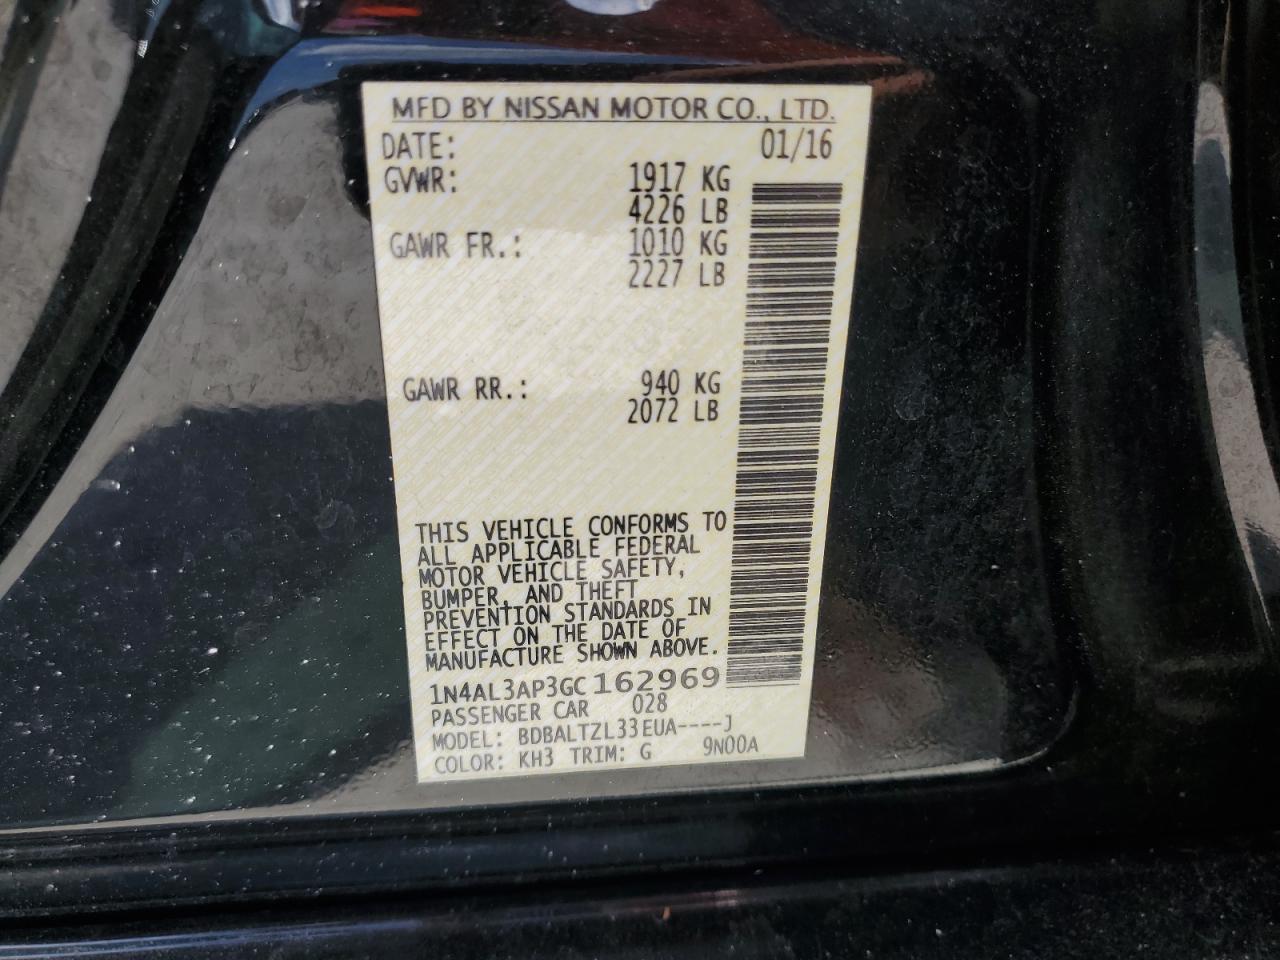 MFD BY NISSAN MOTOR CO., LTD.
DATE: 01/16
GVWR: 1917 KG
4226 LB
GAWR FR.: 1010 KG
2227 LB
GAWR RR.: 940 KG
2072 LB
THIS VEHICLE CONFORMS TO
ALL APPLICABLE FEDERAL
MOTOR VEHICLE SAFETY,
BUMPER, AND THEFT
PREVENTION STANDARDS IN
EFFECT ON THE DATE OF
MANUFACTURE SHOWN ABOVE.
1N4AL3AP3GC162969
PASSENGER CAR 028
MODEL: BDBALTZL33EUA----J
COLOR: KH3 TRIM: G 9N00A